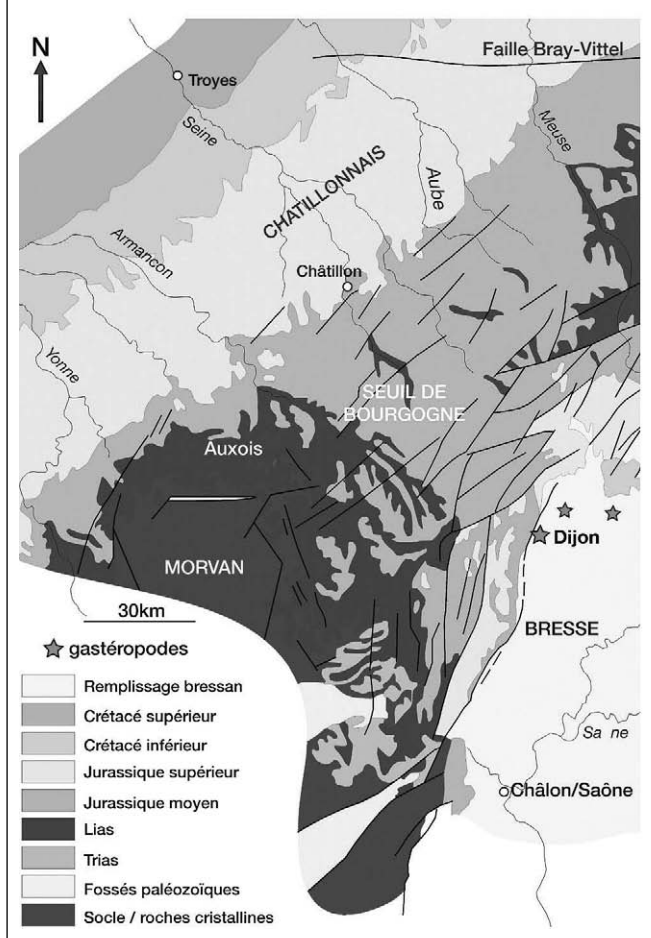 N
Faille Bray-Vittel
Troyes
Seine
Meuse
CHATILLONNAIS
Aube
Armancon
Châtillon
Yonne
SEUIL DE
BOURGOGNE
Auxois
MORVAN
Dijon
30km
BRESSE
gastéropodes
Remplissage bressan
Crétacé supérieur
Sa ne
Crétacé inférieur
Jurassique supérieur
Châlon/Saône
Jurassique moyen
Lias
Trias
Fossés paléozoïques
Socle / roches cristallines